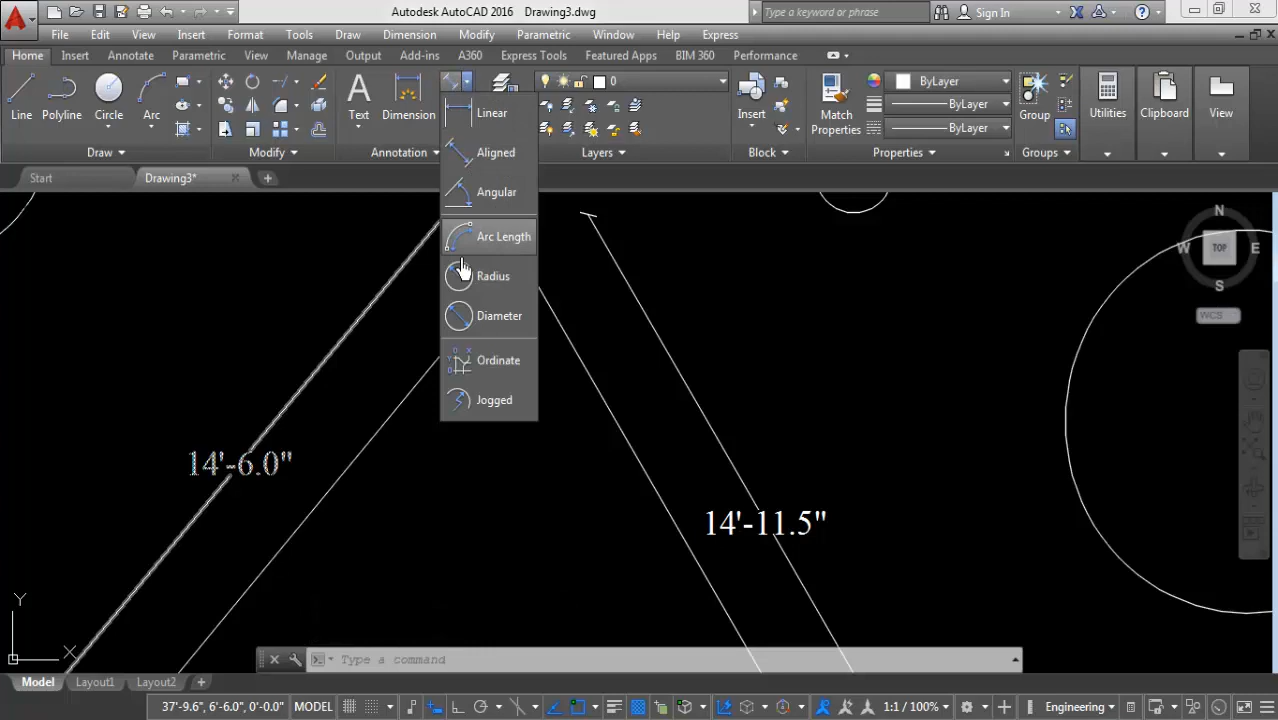 Autodesk AutoCAD 2016 Drawing3.dwg
Type a keyword or phrase
Sign In
File Edit View Insert Format Tools Draw Dimension Modify Parametric Window Help Express
Home Insert Annotate Parametric View Manage Output Add-ins A360 Express Tools Featured Apps BIM 360 Performance
Line Polyline Circle Arc
Text Dimension
0
Insert
Match
Properties
ByLayer
ByLayer
ByLayer
Group
Utilities Clipboard View
Draw Modify Annotation Layers Block Properties Groups
Linear
Aligned
Angular
Arc Length
Radius
Diameter
Ordinate
Jogged
Start Drawing3*
N
W TOP E
S
WCS
14'-6.0"
14'-11.5"
Y
X
Type a command
Model Layout1 Layout2
37'-9.6", 6'-6.0", 0'-0.0" MODEL 1:1 / 100% Engineering